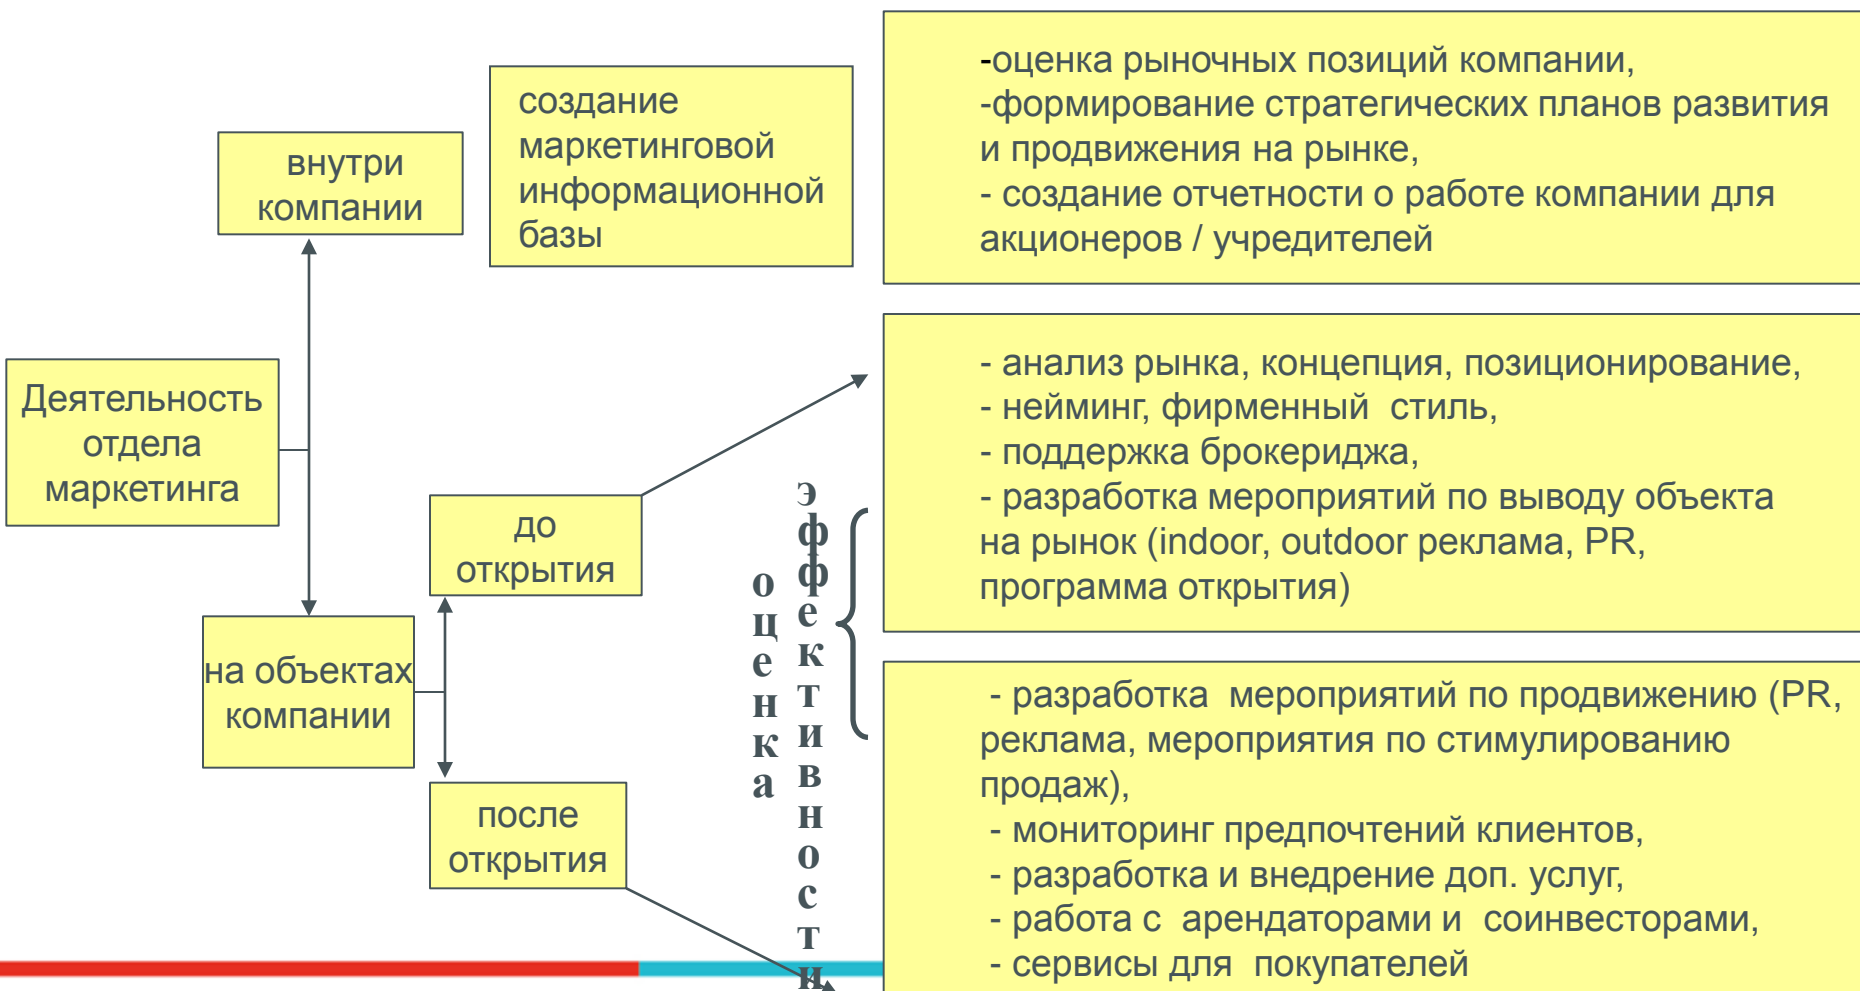 Деятельность
отдела
маркетинга
внутри
компании
создание
маркетинговой
информационной
базы
-оценка рыночных позиций компании,
-формирование стратегических планов развития
и продвижения на рынке,
- создание отчетности о работе компании для
акционеров / учредителей
на объектах
компании
до
открытия
- анализ рынка, концепция, позиционирование,
- нейминг, фирменный  стиль,
- поддержка брокериджа,
- разработка мероприятий по выводу объекта
на рынок (indoor, outdoor реклама, PR,
программа открытия)
после
открытия
- разработка  мероприятий по продвижению (PR,
реклама, мероприятия по стимулированию
продаж),
- мониторинг предпочтений клиентов,
- разработка и внедрение доп. услуг,
- работа с  арендаторами и  соинвесторами,
- сервисы для  покупателей
оценка
эффективности